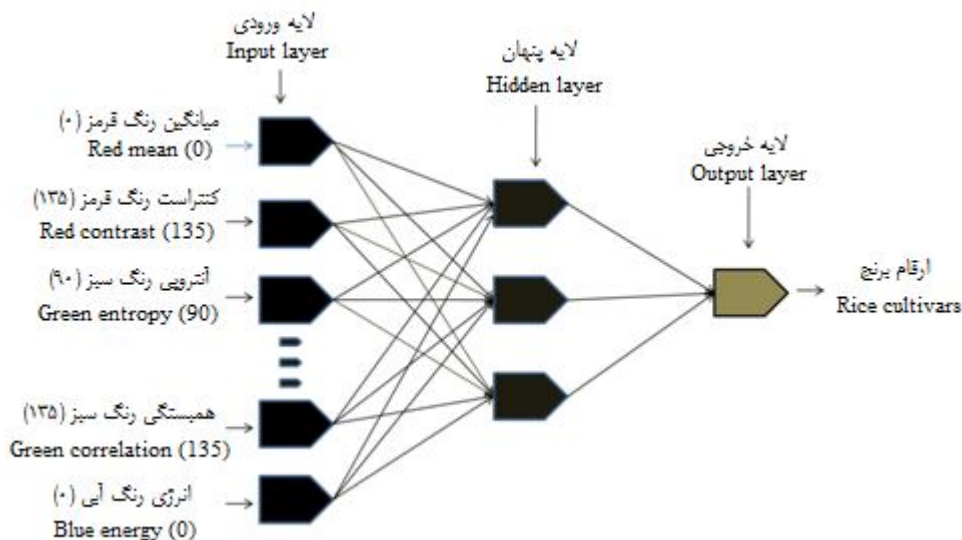 لایه ورودی
Input layer
لایه پنهان
Hidden layer
لایه خروجی
Output layer
میانگین رنگ قرمز (۰)
Red mean (0)
کنتراست رنگ قرمز (۱۳۵)
Red contrast (135)
آنتروپی رنگ سبز (۹۰)
Green entropy (90)
ارقام برنج
Rice cultivars
همبستگی رنگ سبز (۱۳۵)
Green correlation (135)
انرژی رنگ آبی (۰)
Blue energy (0)